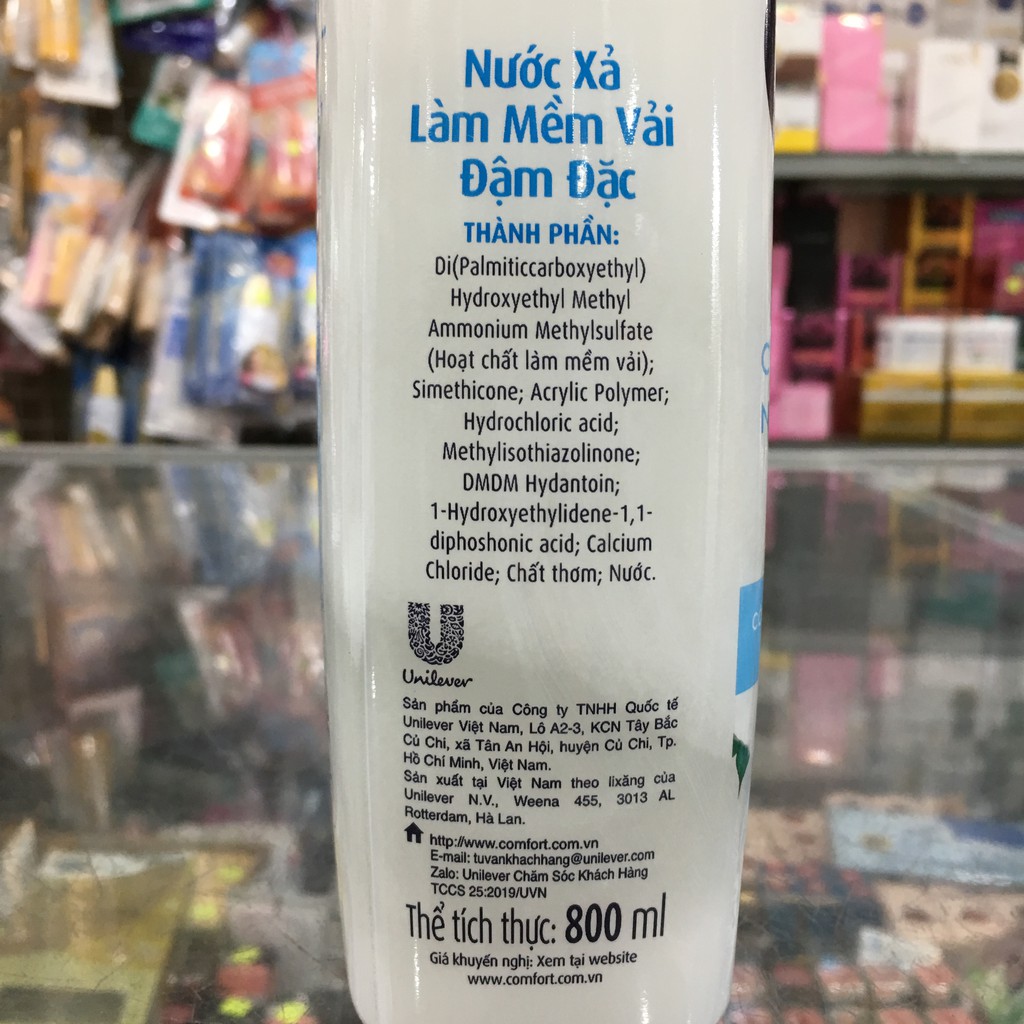 Nước Xả
Làm Mềm Vải
Đậm Đặc
THÀNH PHẦN:
Di(Palmiticcarboxyethyl)
Hydroxyethyl Methyl
Ammonium Methylsulfate
(Hoạt chất làm mềm vải);
Simethicone; Acrylic Polymer;
Hydrochloric acid;
Methylisothiazolinone;
DMDM Hydantoin;
1-Hydroxyethylidene-1,1-
diphoshonic acid; Calcium
Chloride; Chất thơm; Nước.
Unilever
Sản phẩm của Công ty TNHH Quốc tế
Unilever Việt Nam, Lô A2-3, KCN Tây Bắc
Củ Chi, xã Tân An Hội, huyện Củ Chi, Tp.
Hồ Chí Minh, Việt Nam.
Sản xuất tại Việt Nam theo lixăng của
Unilever N.V., Weena 455, 3013 AL
Rotterdam, Hà Lan.
http://www.comfort.com.vn
E-mail: tuvankhachhang@unilever.com
Zalo: Unilever Chăm Sóc Khách Hàng
TCCS 25:2019/UVN
Thể tích thực: 800 ml
Giá khuyến nghị: Xem tại website
www.comfort.com.vn